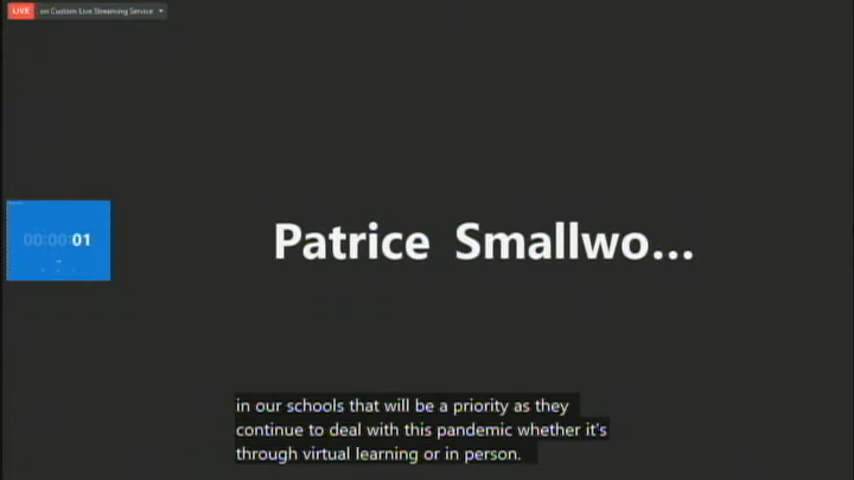 LIVE on Custom Live Streaming Service
00:00:01
Patrice Smallwo...
in our schools that will be a priority as they
continue to deal with this pandemic whether it's
through virtual learning or in person.